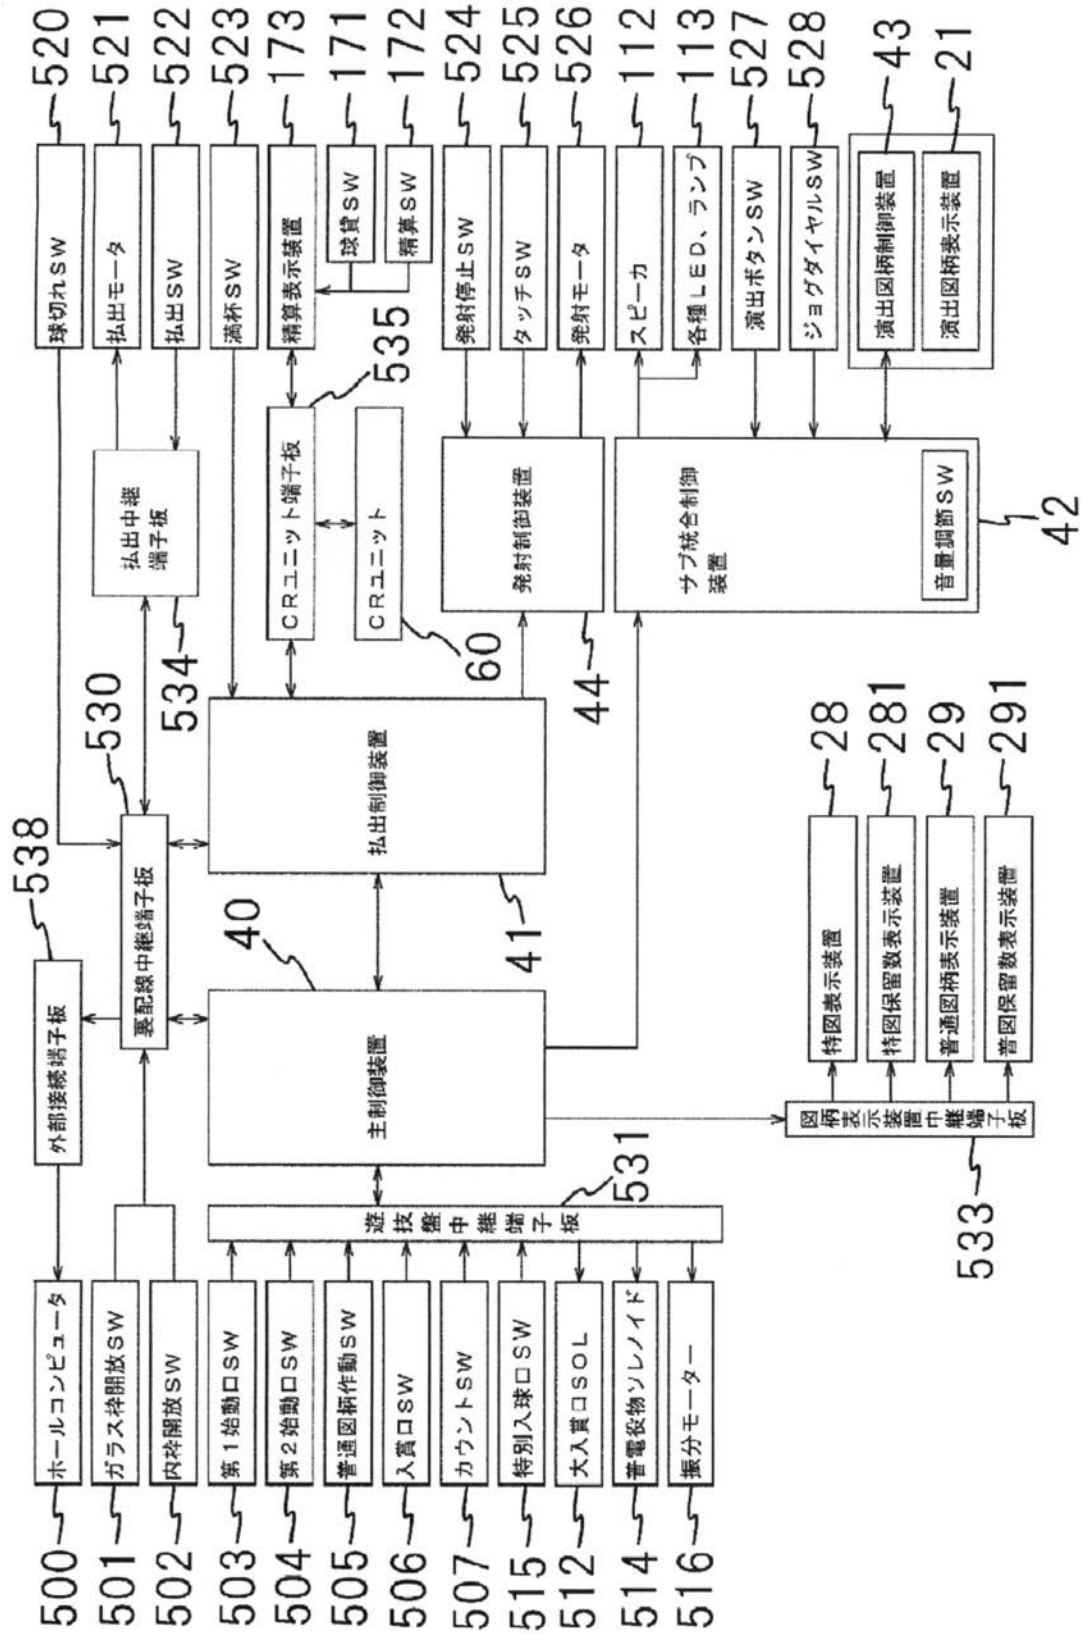 500
ホールコンピュータ
501
ガラス枠開放SW
502
内枠開放SW
503
第1始動口SW
504
第2始動口SW
505
普通図柄作動SW
506
入賞口SW
507
カウントSW
515
特別入球口SW
512
大入賞口SOL
514
普電役物ソレノイド
516
振分モーター
外部接続端子板
538
裏配線中継端子板
530
遊技盤中継端子板
531
主制御装置
40
払出制御装置
41
払出中継
端子板
534
CRユニット端子板
535
CRユニット
60
発射制御装置
44
サブ統合制御
装置
音量調節SW
42
図柄表示装置中継端子板
533
特図表示装置
28
特図保留数表示装置
281
普通図柄表示装置
29
普図保留数表示装置
291
球切れSW
520
払出モータ
521
払出SW
522
満杯SW
523
精算表示装置
173
球貸SW
171
精算SW
172
発射停止SW
524
タッチSW
525
発射モータ
526
スピーカ
112
各種LED、ランプ
113
演出ボタンSW
527
ジョグダイヤルSW
528
演出図柄制御装置
43
演出図柄表示装置
21